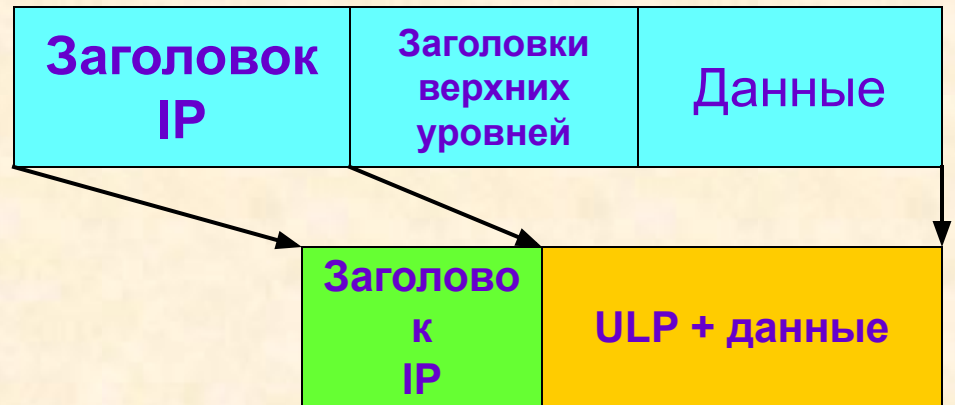 Заголовок
IP
Заголовки
верхних
уровней
Данные
Заголово
к
IP
ULP + данные